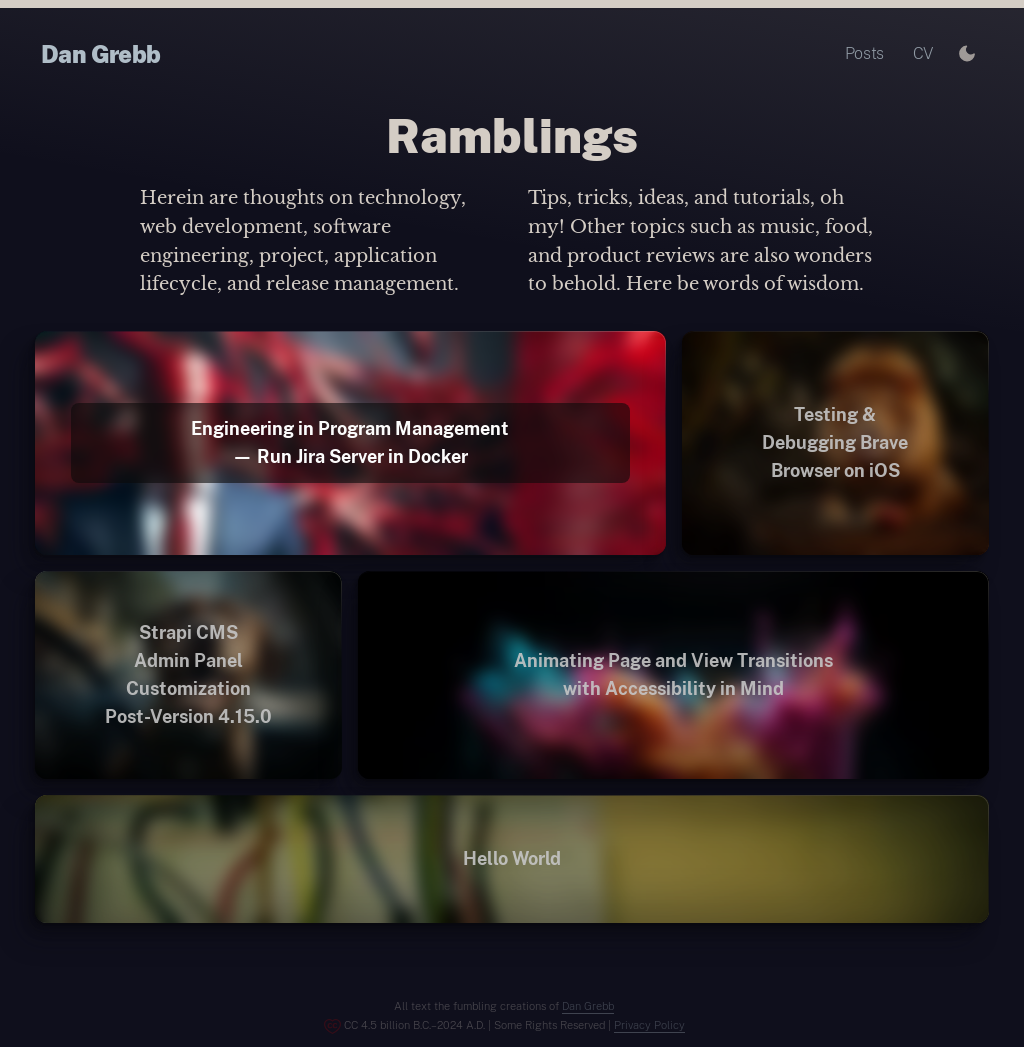 Dan Grebb
Posts
CV
Ramblings
Herein are thoughts on technology,
web development, software
engineering, project, application
lifecycle, and release management.
Tips, tricks, ideas, and tutorials, oh
my! Other topics such as music, food,
and product reviews are also wonders
to behold. Here be words of wisdom.
Engineering in Program Management
— Run Jira Server in Docker
Testing &
Debugging Brave
Browser on iOS
Strapi CMS
Admin Panel
Customization
Post-Version 4.15.0
Animating Page and View Transitions
with Accessibility in Mind
Hello World
All text the fumbling creations of Dan Grebb
CC 4.5 billion B.C.–2024 A.D. | Some Rights Reserved | Privacy Policy